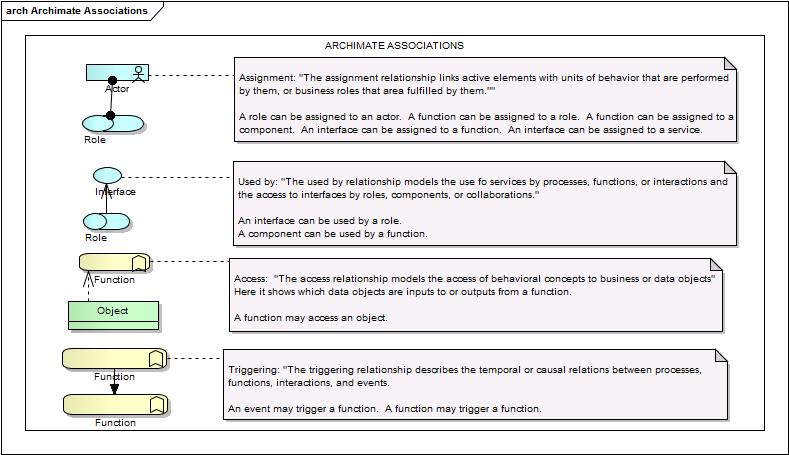 arch Archimate Associations
ARCHIMATE ASSOCIATIONS
Actor
Role
Assignment: "The assignment relationship links active elements with units of behavior that are performed
by them, or business roles that area fulfilled by them.""
A role can be assigned to an actor.  A function can be assigned to a role.  A function can be assigned to a
component.  An interface can be assigned to a function.  An interface can be assigned to a service.
Interface
Role
Used by: "The used by relationship models the use fo services by processes, functions, or interactions and
the access to interfaces by roles, components, or collaborations."
An interface can be used by a role.
A component can be used by a function.
Function
Object
Access:  "The access relationship models the access of behavioral concepts to business or data objects"
Here it shows which data objects are inputs to or outputs from a function.
A function may access an object.
Function
Function
Triggering: "The triggering relationship describes the temporal or causal relations between processes,
functions, interactions, and events.
An event may trigger a function.  A function may trigger a function.